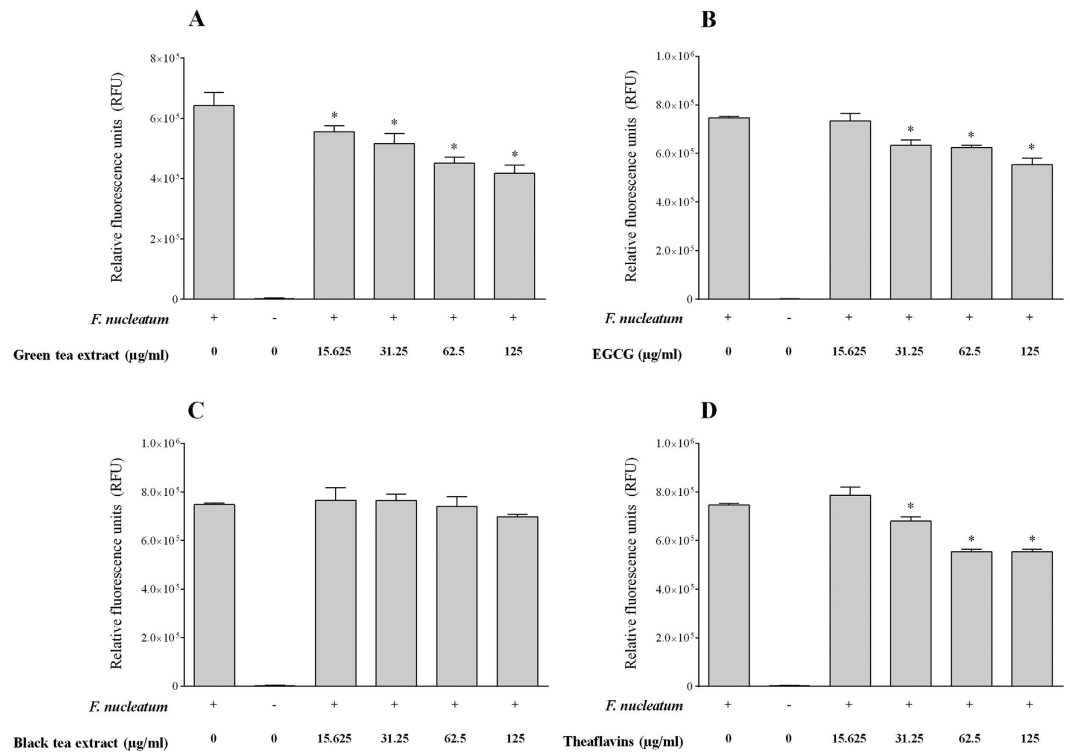 A
Relative fluorescence units (RFU)
8×10⁵
6×10⁵
4×10⁵
2×10⁵
0
* * * *
F. nucleatum + - + + + +
Green tea extract (µg/ml) 0 0 15.625 31.25 62.5 125
B
Relative fluorescence units (RFU)
1.0×10⁶
8.0×10⁵
6.0×10⁵
4.0×10⁵
2.0×10⁵
0
* * *
F. nucleatum + - + + + +
EGCG (µg/ml) 0 0 15.625 31.25 62.5 125
C
Relative fluorescence units (RFU)
1.0×10⁶
8.0×10⁵
6.0×10⁵
4.0×10⁵
2.0×10⁵
0
F. nucleatum + - + + + +
Black tea extract (µg/ml) 0 0 15.625 31.25 62.5 125
D
Relative fluorescence units (RFU)
1.0×10⁶
8.0×10⁵
6.0×10⁵
4.0×10⁵
2.0×10⁵
0
* * *
F. nucleatum + - + + + +
Theaflavins (µg/ml) 0 0 15.625 31.25 62.5 125